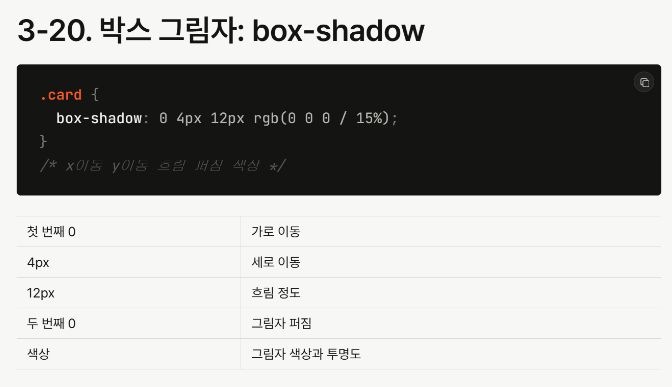 3-20. 박스 그림자: box-shadow
.card {
box-shadow: 0 4px 12px rgb(0 0 0 / 15%);
}
/* x이동 y이동 흐림 퍼짐 색상 */
첫 번째 0 가로 이동
4px 세로 이동
12px 흐림 정도
두 번째 0 그림자 퍼짐
색상 그림자 색상과 투명도